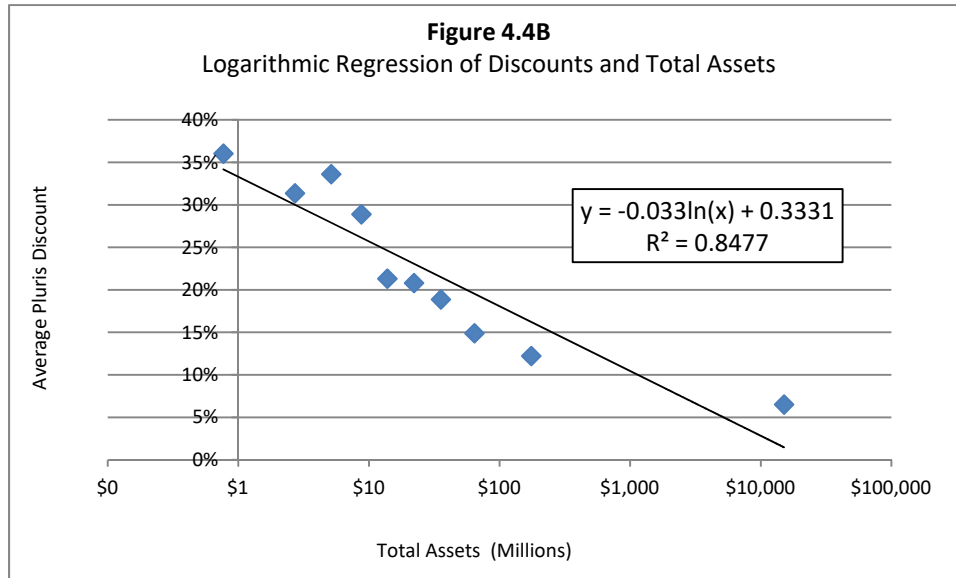 Figure 4.4B
Logarithmic Regression of Discounts and Total Assets
40%
35%
30%
25%
20%
15%
10%
5%
0%
Average Pluris Discount
y = -0.033ln(x) + 0.3331
R² = 0.8477
$0 $1 $10 $100 $1,000 $10,000 $100,000
Total Assets (Millions)